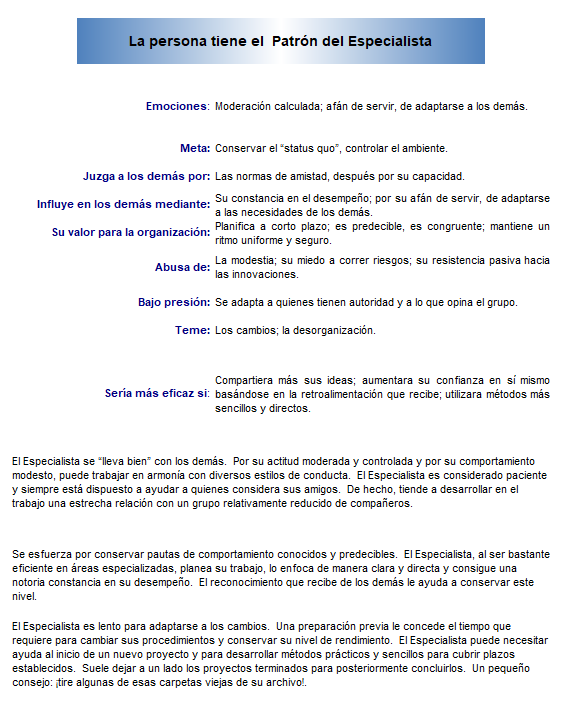 La persona tiene el  Patrón del Especialista
Emociones: Moderación calculada; afán de servir, de adaptarse a los demás.
Meta: Conservar el “status quo”, controlar el ambiente.
Juzga a los demás por: Las normas de amistad, después por su capacidad.
Influye en los demás mediante: Su constancia en el desempeño; por su afán de servir, de adaptarse
a las necesidades de los demás.
Su valor para la organización: Planifica a corto plazo; es predecible, es congruente; mantiene un
ritmo uniforme y seguro.
Abusa de: La modestia; su miedo a correr riesgos; su resistencia pasiva hacia
las innovaciones.
Bajo presión: Se adapta a quienes tienen autoridad y a lo que opina el grupo.
Teme: Los cambios; la desorganización.
Sería más eficaz si: Compartiera más sus ideas; aumentara su confianza en sí mismo
basándose en la retroalimentación que recibe; utilizara métodos más
sencillos y directos.
El Especialista se “lleva bien” con los demás.  Por su actitud moderada y controlada y por su comportamiento
modesto, puede trabajar en armonía con diversos estilos de conducta.  El Especialista es considerado paciente
y siempre está dispuesto a ayudar a quienes considera sus amigos.  De hecho, tiende a desarrollar en el
trabajo una estrecha relación con un grupo relativamente reducido de compañeros.
Se esfuerza por conservar pautas de comportamiento conocidos y predecibles.  El Especialista, al ser bastante
eficiente en áreas especializadas, planea su trabajo, lo enfoca de manera clara y directa y consigue una
notoria constancia en su desempeño.  El reconocimiento que recibe de los demás le ayuda a conservar este
nivel.
El Especialista es lento para adaptarse a los cambios.  Una preparación previa le concede el tiempo que
requiere para cambiar sus procedimientos y conservar su nivel de rendimiento.  El Especialista puede necesitar
ayuda al inicio de un nuevo proyecto y para desarrollar métodos prácticos y sencillos para cubrir plazos
establecidos.  Suele dejar a un lado los proyectos terminados para posteriormente concluirlos.  Un pequeño
consejo: ¡tire algunas de esas carpetas viejas de su archivo!.